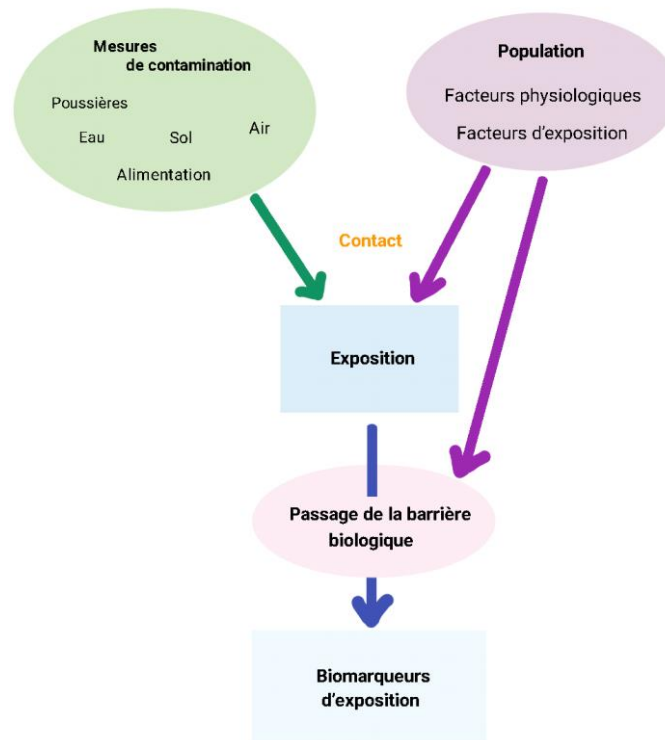 Mesures
de contamination
Poussières
Eau
Sol
Air
Alimentation
Population
Facteurs physiologiques
Facteurs d'exposition
Contact
Exposition
Passage de la barrière
biologique
Biomarqueurs
d'exposition